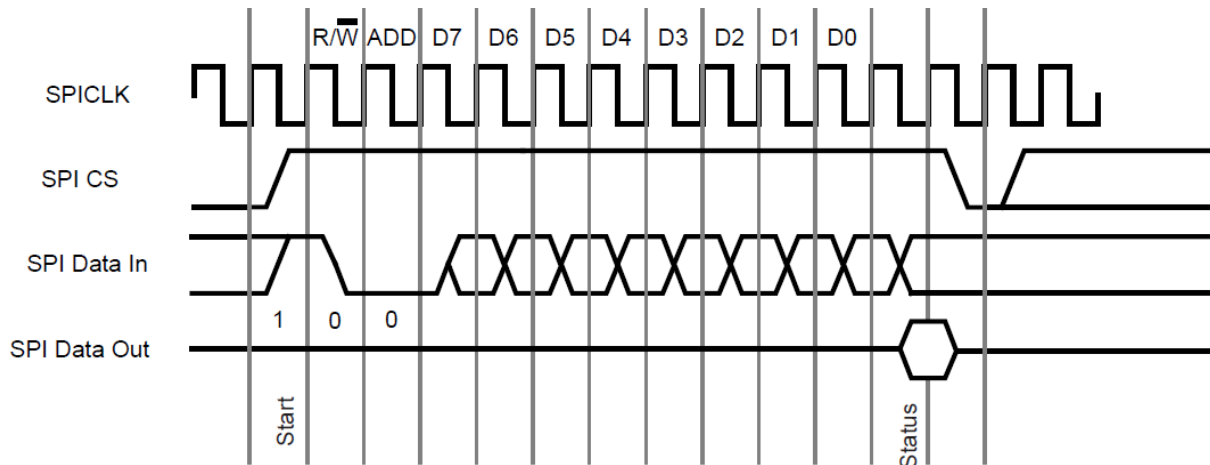 R/W̅ ADD D7 D6 D5 D4 D3 D2 D1 D0
SPICLK
SPI CS
SPI Data In
1 0 0
SPI Data Out
Start
Status